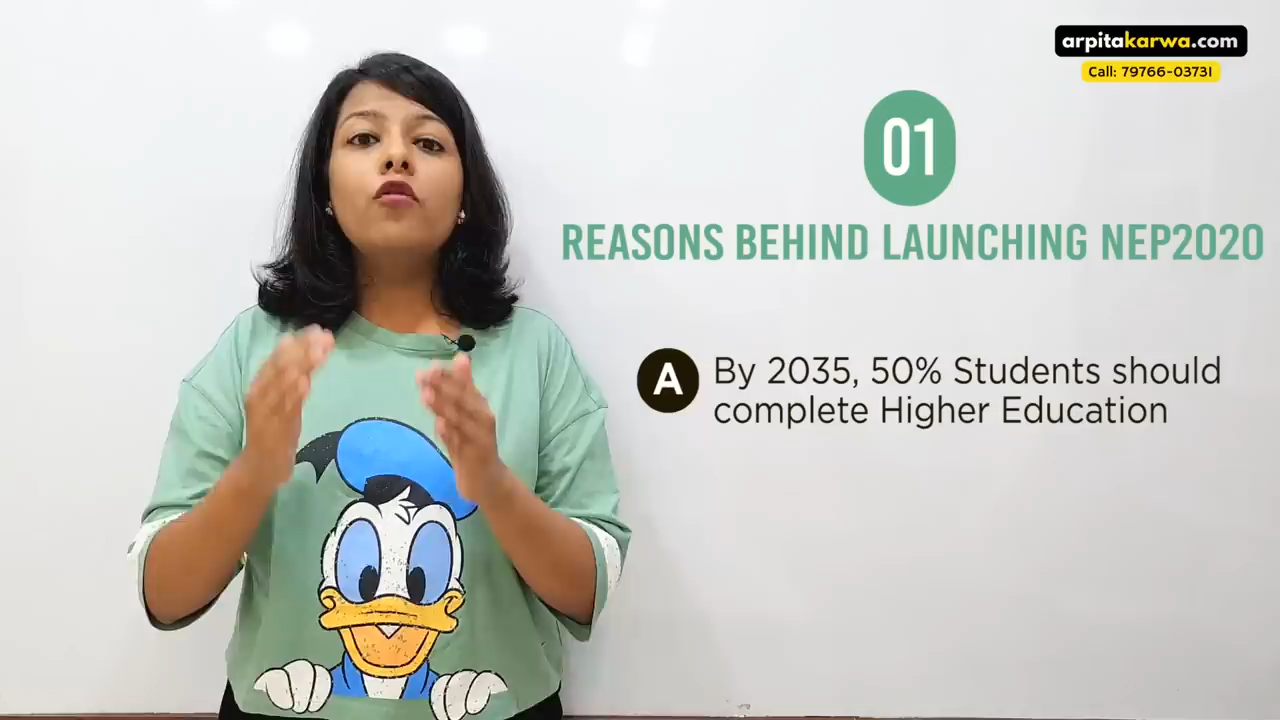 arpitakarwa.com
Call: 79766-03731
01
REASONS BEHIND LAUNCHING NEP2020
A
By 2035, 50% Students should
complete Higher Education